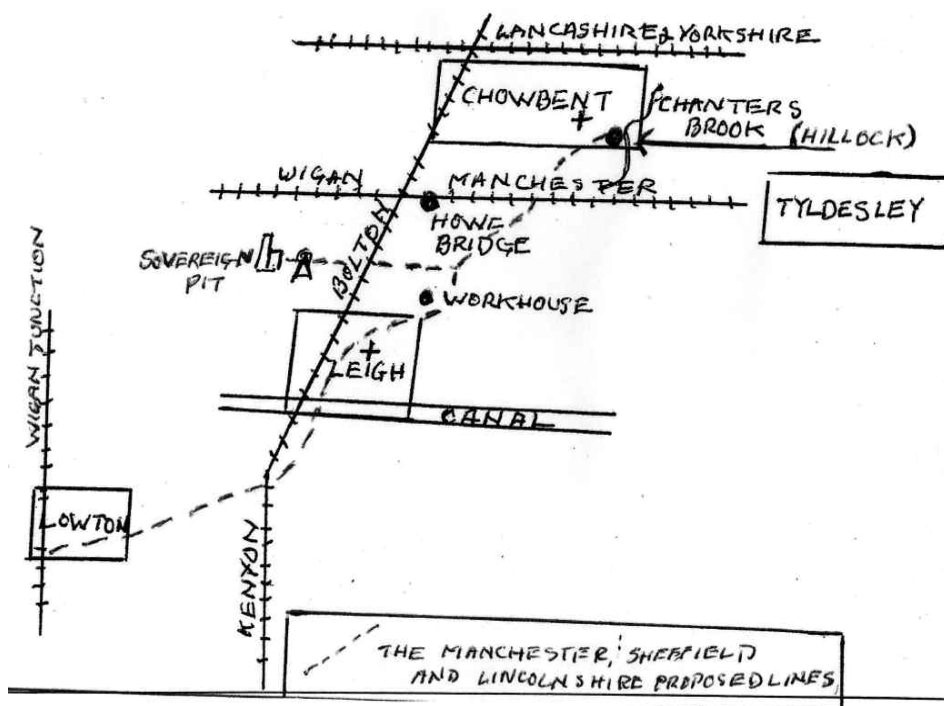 LANCASHIRE & YORKSHIRE
CHOWBENT
CHANTERS
BROOK
(HILLOCK)
WIGAN
MANCHESTER
TYLDESLEY
HOWE
BRIDGE
BOLTON
SOVEREIGN
PIT
WORKHOUSE
LEIGH
WIGAN JUNCTION
CANAL
LOWTON
KENYON
THE MANCHESTER, SHEFFIELD
AND LINCOLNSHIRE PROPOSED LINES